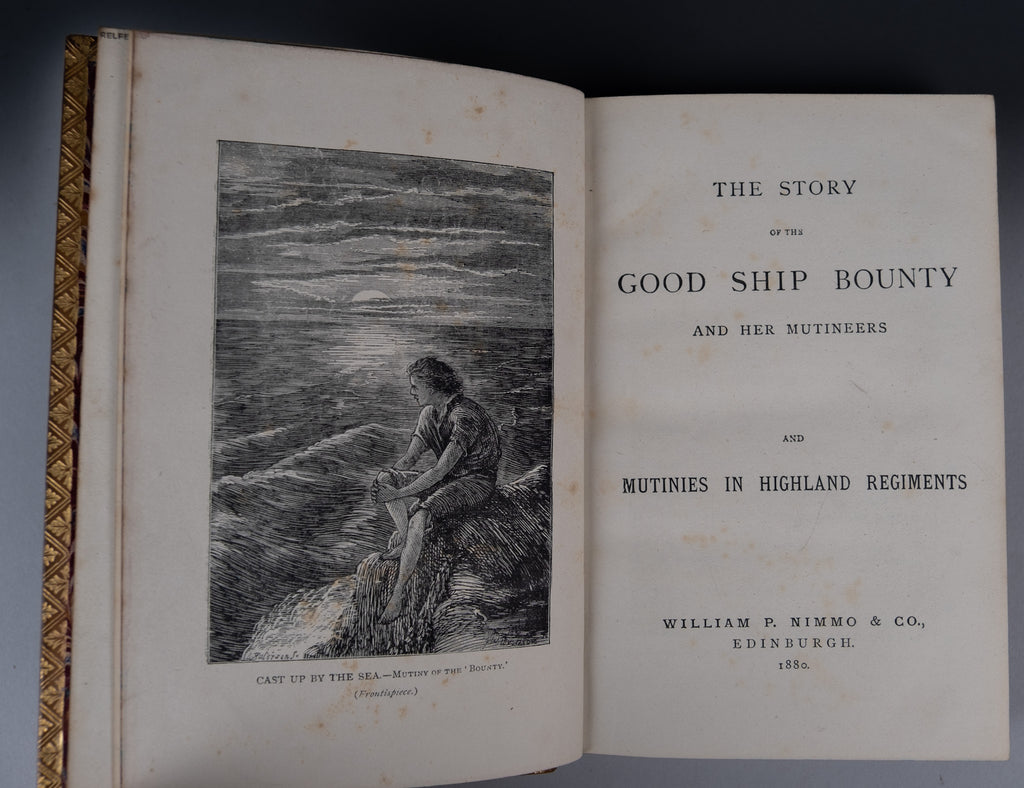 RELFE
CAST UP BY THE SEA.—MUTINY OF THE 'BOUNTY.'
(Frontispiece.)
THE STORY
OF THE
GOOD SHIP BOUNTY
AND HER MUTINEERS
AND
MUTINIES IN HIGHLAND REGIMENTS
WILLIAM P. NIMMO & CO.,
EDINBURGH.
1880.